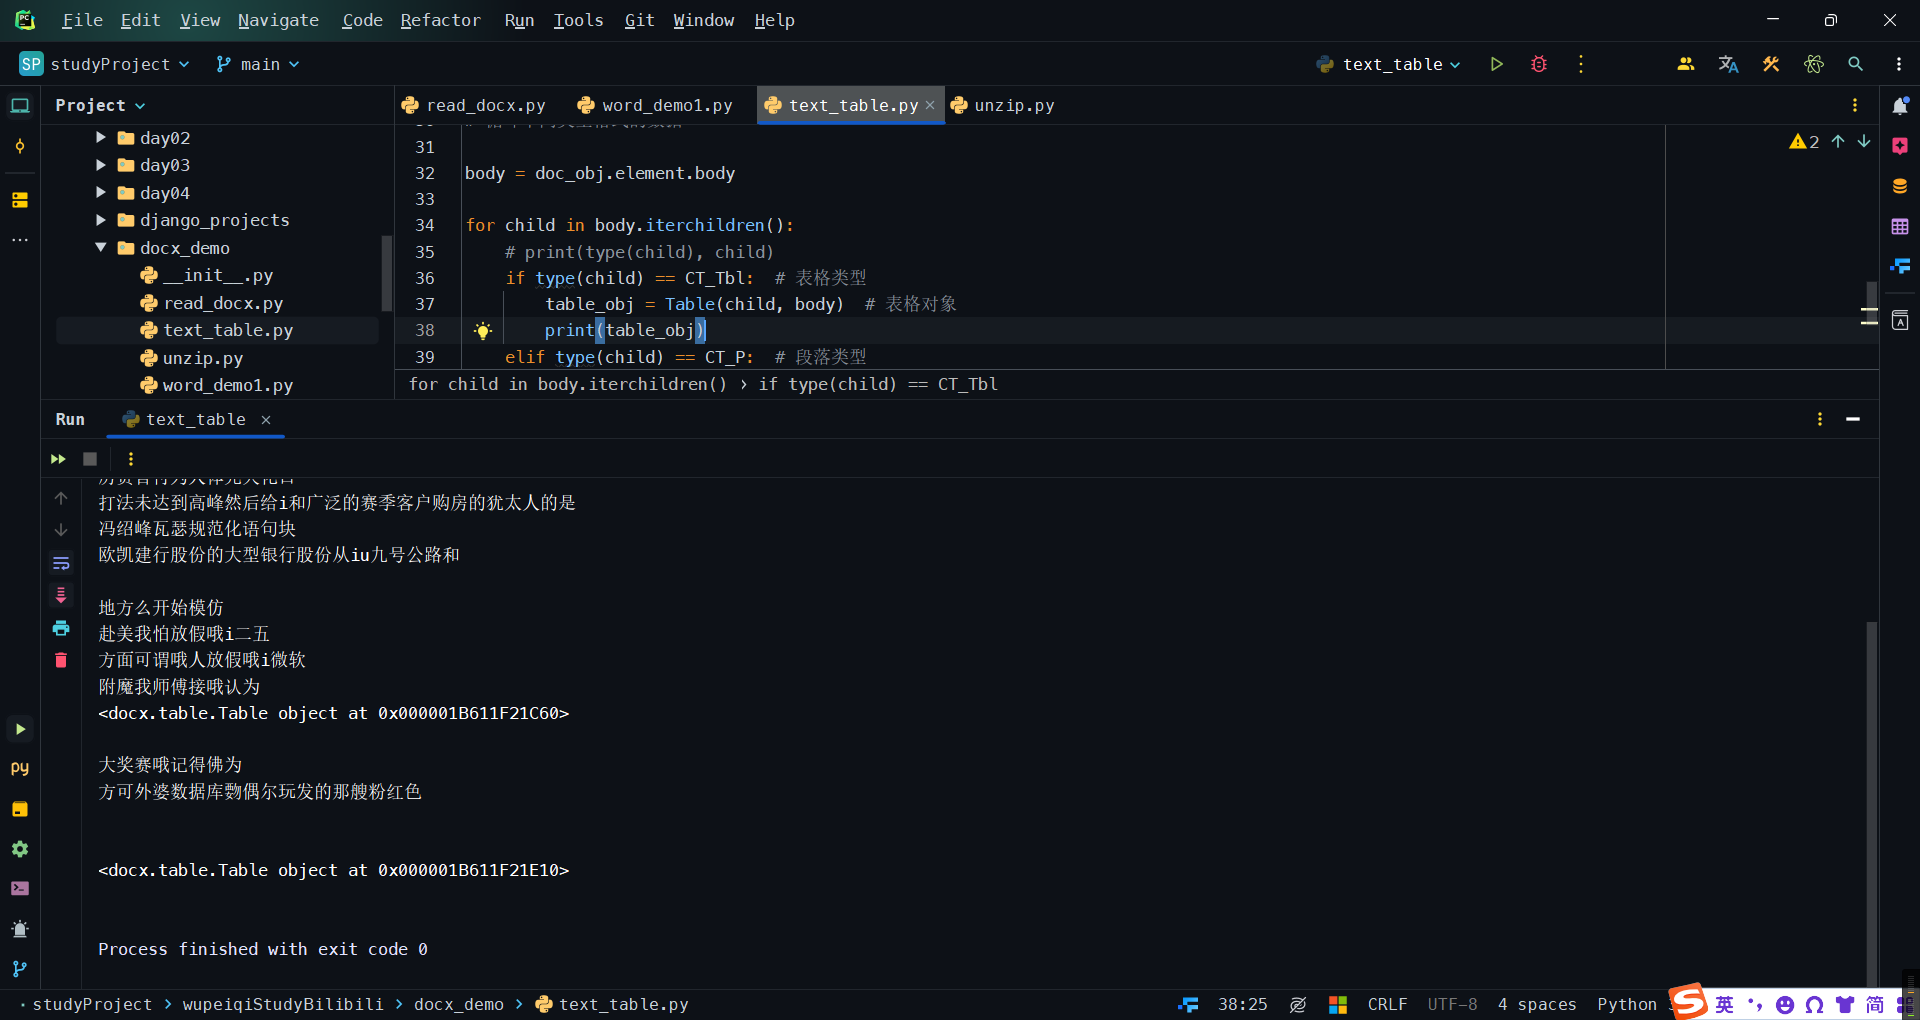 File Edit View Navigate Code Refactor Run Tools Git Window Help
SP studyProject main text_table
Project
read_docx.py word_demo1.py text_table.py unzip.py
day02
day03
day04
django_projects
docx_demo
__init__.py
read_docx.py
text_table.py
unzip.py
word_demo1.py
2
31
32 body = doc_obj.element.body
33
34 for child in body.iterchildren():
35 # print(type(child), child)
36 if type(child) == CT_Tbl: # 表格类型
37 table_obj = Table(child, body) # 表格对象
38 print(table_obj)
39 elif type(child) == CT_P: # 段落类型
for child in body.iterchildren() › if type(child) == CT_Tbl
Run text_table
打法未达到高峰然后给i和广泛的赛季客户购房的犹太人的是
冯绍峰瓦瑟规范化语句块
欧凯建行股份的大型银行股份从iu九号公路和
地方么开始模仿
赴美我怕放假哦i二五
方面可谓哦人放假哦i微软
附魔我师傅接哦认为
<docx.table.Table object at 0x000001B611F21C60>
大奖赛哦记得佛为
方可外婆数据库覅偶尔玩发的那艘粉红色
<docx.table.Table object at 0x000001B611F21E10>
Process finished with exit code 0
studyProject › wupeiqiStudyBilibili › docx_demo › text_table.py
38:25 CRLF UTF-8 4 spaces Python
英 简